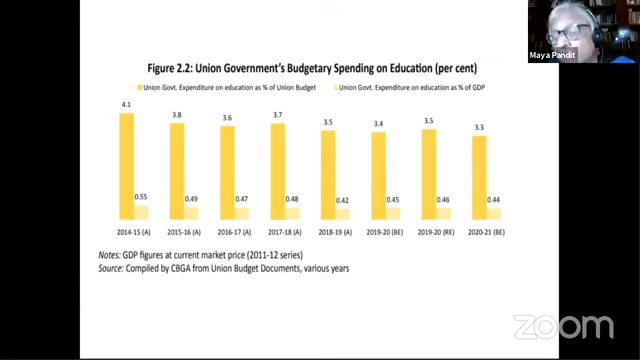 Maya Pandit
Figure 2.2: Union Government's Budgetary Spending on Education (per cent)
Union Govt. Expenditure on education as % of Union Budget Union Govt. Expenditure on education as % of GDP
4.1 3.8 3.6 3.7 3.5 3.4 3.5 3.3
0.55 0.49 0.47 0.48 0.42 0.45 0.46 0.44
2014-15 (A) 2015-16 (A) 2016-17 (A) 2017-18 (A) 2018-19 (A) 2019-20 (BE) 2019-20 (RE) 2020-21 (BE)
Notes: GDP figures at current market price (2011-12 series)
Source: Compiled by CBGA from Union Budget Documents, various years
zoom